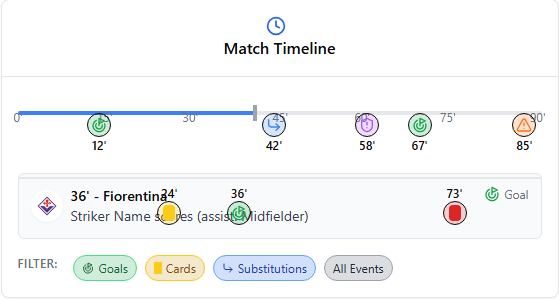 Match Timeline
0' 15' 30' 45' 60' 75' 90'
12' 42' 58' 67' 85'
24' 36' 73'
36' - Fiorentina
Goal
Striker Name scores (assist: Midfielder)
FILTER: Goals Cards Substitutions All Events